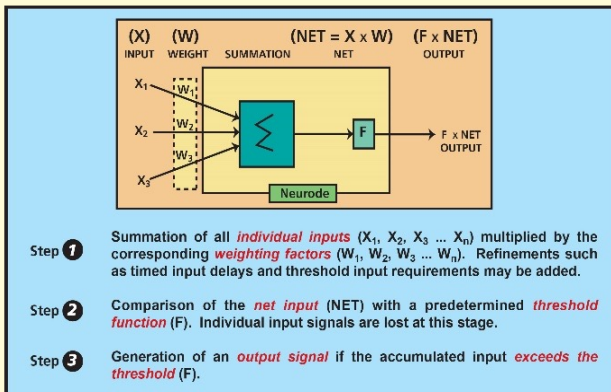 (X) (W) (NET = X x W) (F x NET)
INPUT WEIGHT SUMMATION NET OUTPUT
X1 W1
X2 W2 Σ F F x NET
OUTPUT
W3
X3
Neurode
Step 1 Summation of all individual inputs (X1, X2, X3 ... Xn) multiplied by the
corresponding weighting factors (W1, W2, W3 ... Wn). Refinements such
as timed input delays and threshold input requirements may be added.
Step 2 Comparison of the net input (NET) with a predetermined threshold
function (F). Individual input signals are lost at this stage.
Step 3 Generation of an output signal if the accumulated input exceeds the
threshold (F).